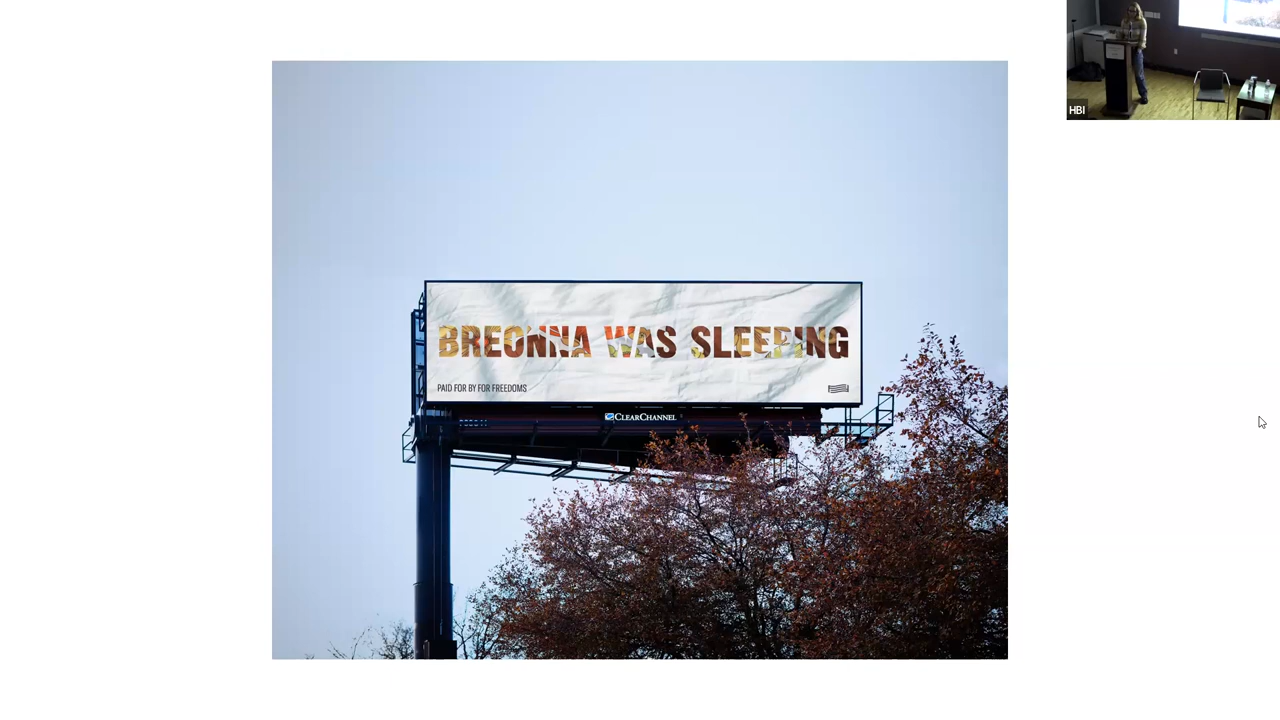 HBI
BREONNA WAS SLEEPING
PAID FOR BY FOR FREEDOMS
CLEARCHANNEL